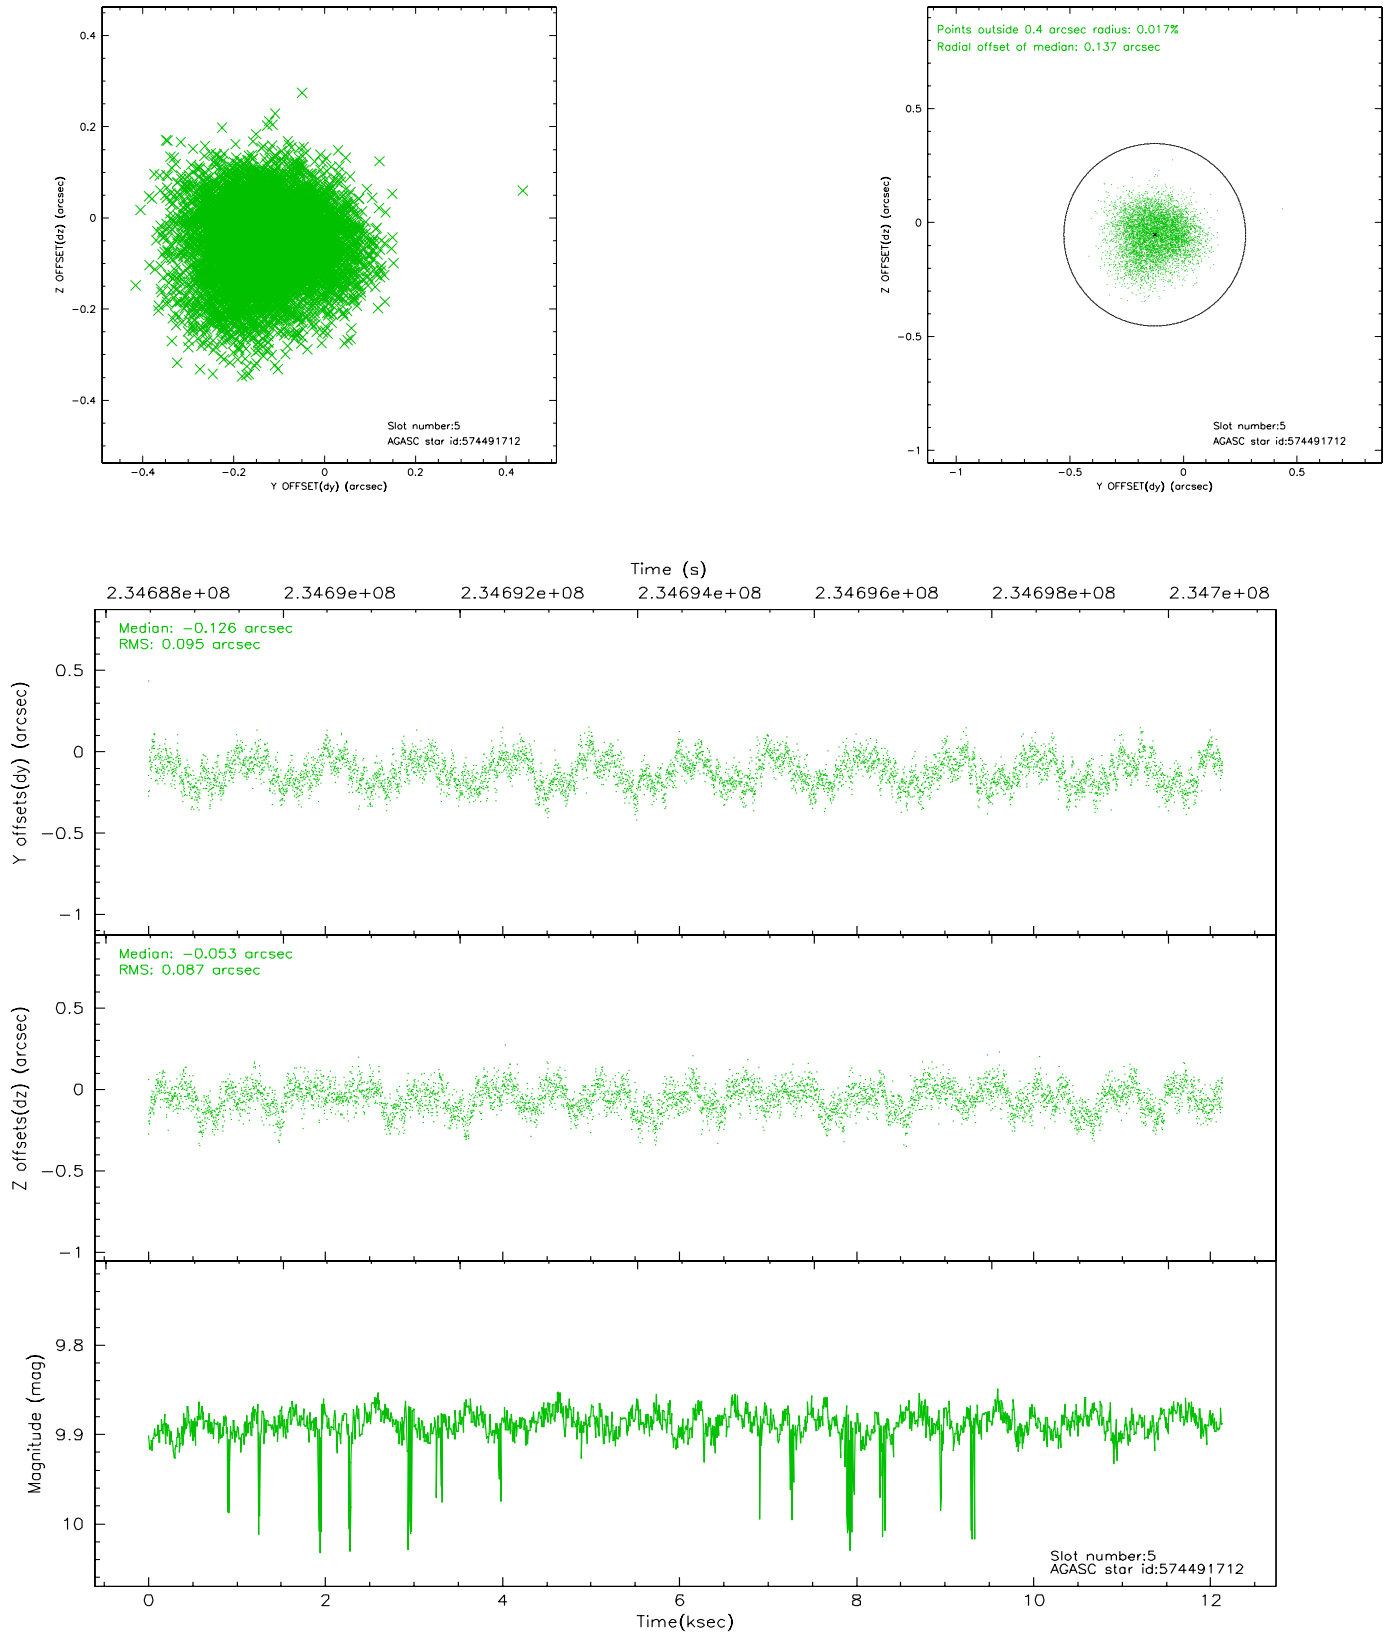 0.4
0.2
0
-0.2
-0.4
Z OFFSET(dz) (arcsec)
Slot number:5
AGASC star id:574491712
-0.4 -0.2 0 0.2 0.4
Y OFFSET(dy) (arcsec)
Points outside 0.4 arcsec radius: 0.017%
Radial offset of median: 0.137 arcsec
0.5
0
-0.5
-1
Z OFFSET(dz) (arcsec)
Slot number:5
AGASC star id:574491712
-1 -0.5 0 0.5
Y OFFSET(dy) (arcsec)
Time (s)
2.34688e+08 2.3469e+08 2.34692e+08 2.34694e+08 2.34696e+08 2.34698e+08 2.347e+08
Median: -0.126 arcsec
RMS: 0.095 arcsec
0.5
0
-0.5
-1
Y offsets(dy) (arcsec)
Median: -0.053 arcsec
RMS: 0.087 arcsec
0.5
0
-0.5
-1
Z offsets(dz) (arcsec)
9.8
9.9
10
Magnitude (mag)
Slot number:5
AGASC star id:574491712
0 2 4 6 8 10 12
Time(ksec)